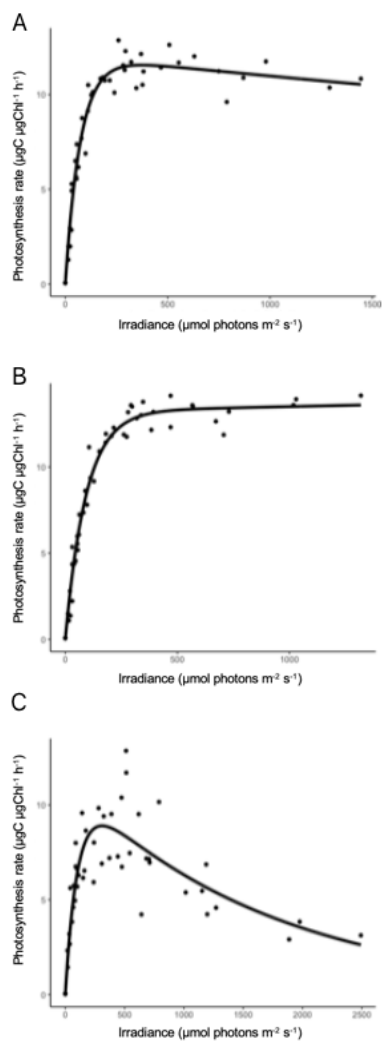 A
Photosynthesis rate (µgC µgChl⁻¹ h⁻¹)
10
5
0
0
500
1000
1500
Irradiance (µmol photons m⁻² s⁻¹)
B
Photosynthesis rate (µgC µgChl⁻¹ h⁻¹)
10
5
0
0
500
1000
Irradiance (µmol photons m⁻² s⁻¹)
C
Photosynthesis rate (µgC µgChl⁻¹ h⁻¹)
10
5
0
0
500
1000
1500
2000
2500
Irradiance (µmol photons m⁻² s⁻¹)